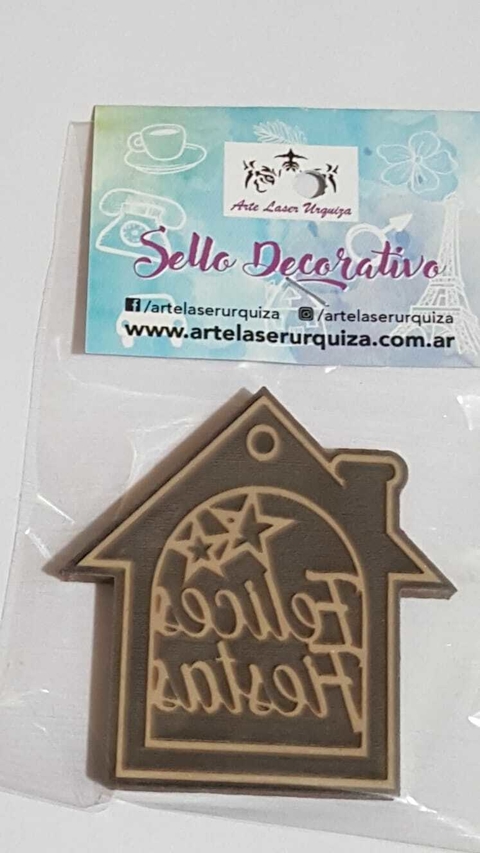 Arte Laser Urquiza
Sello Decorativo
/artelaserurquiza /artelaserurquiza
www.artelaserurquiza.com.ar
Felices
Fiestas